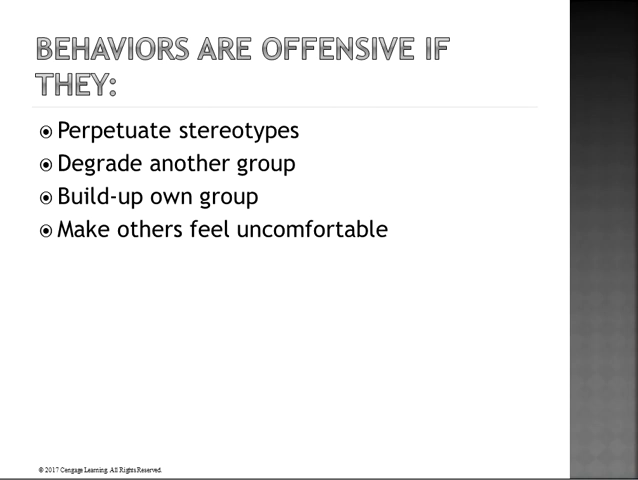 BEHAVIORS ARE OFFENSIVE IF
THEY:
Perpetuate stereotypes
Degrade another group
Build-up own group
Make others feel uncomfortable
© 2017 Cengage Learning. All Rights Reserved.